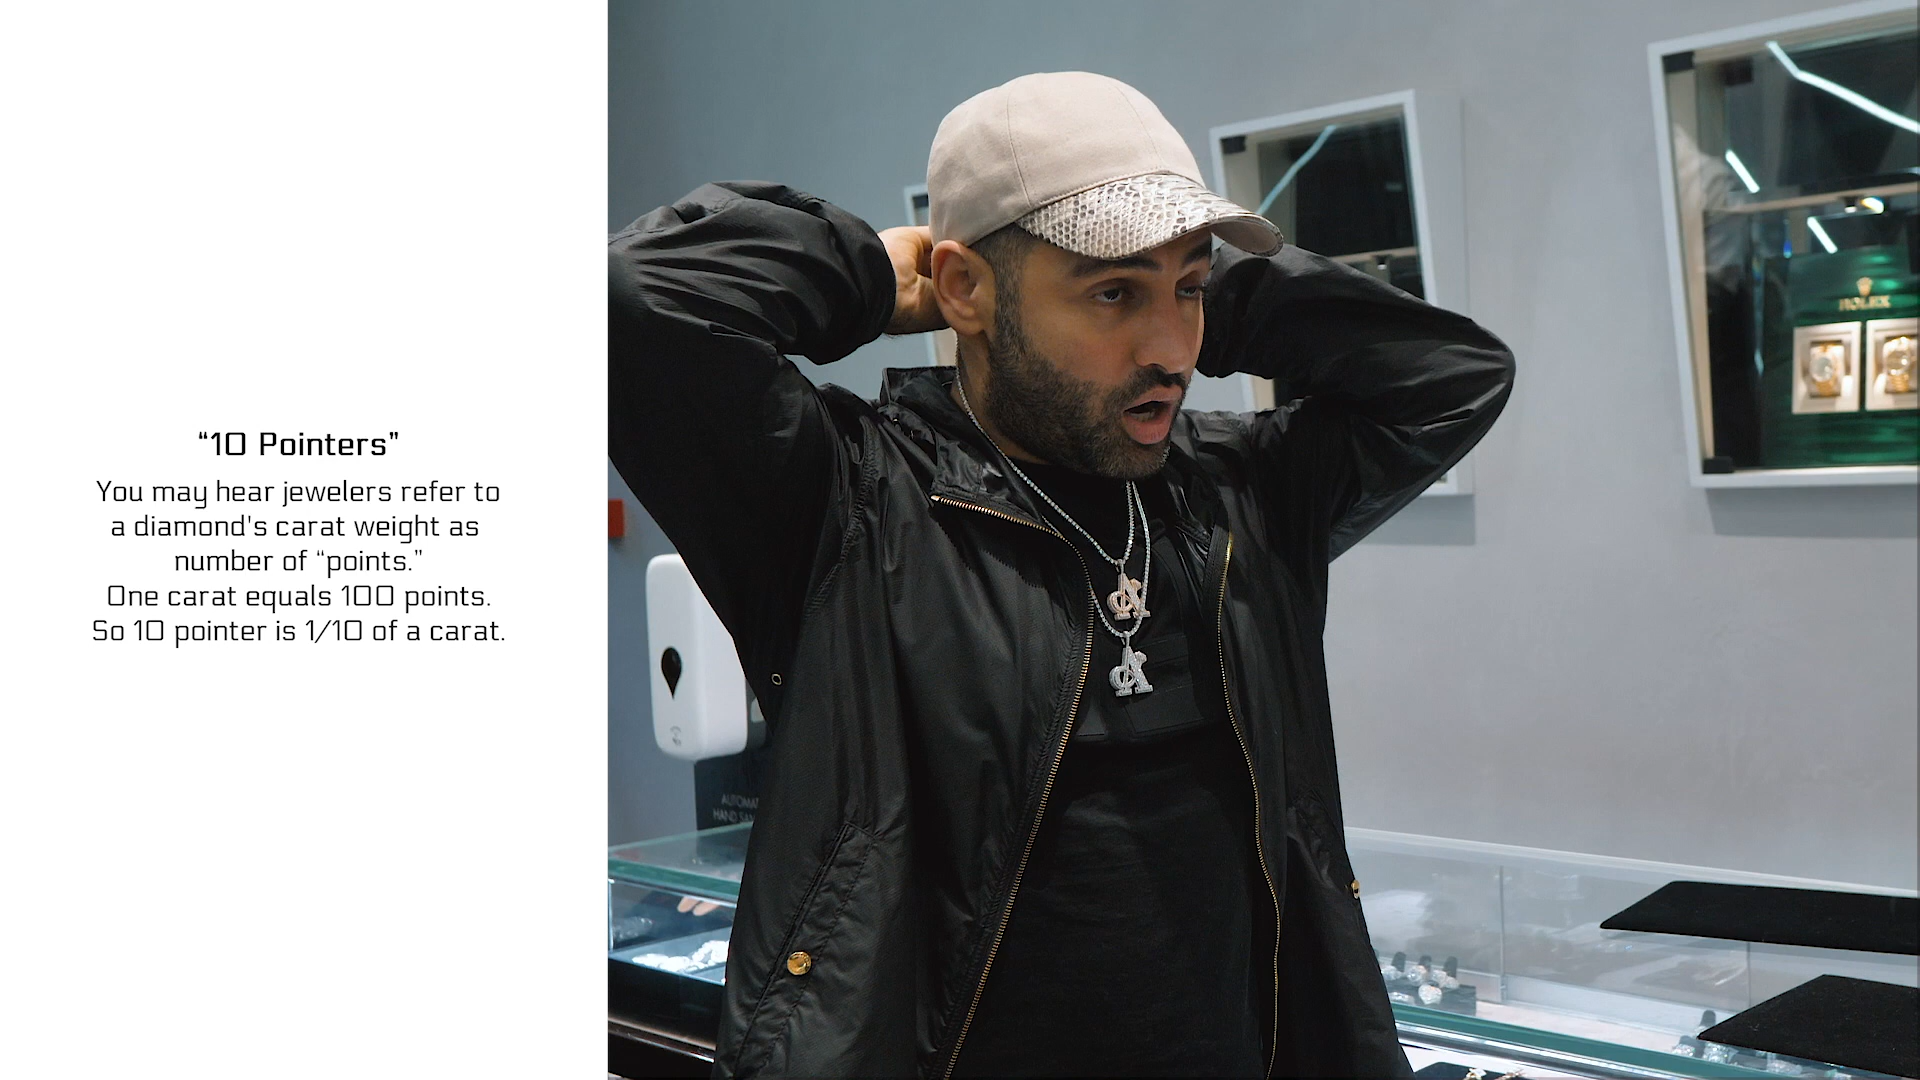 “10 Pointers”
You may hear jewelers refer to
a diamond's carat weight as
number of “points.”
One carat equals 100 points.
So 10 pointer is 1/10 of a carat.
ROLEX
HAND